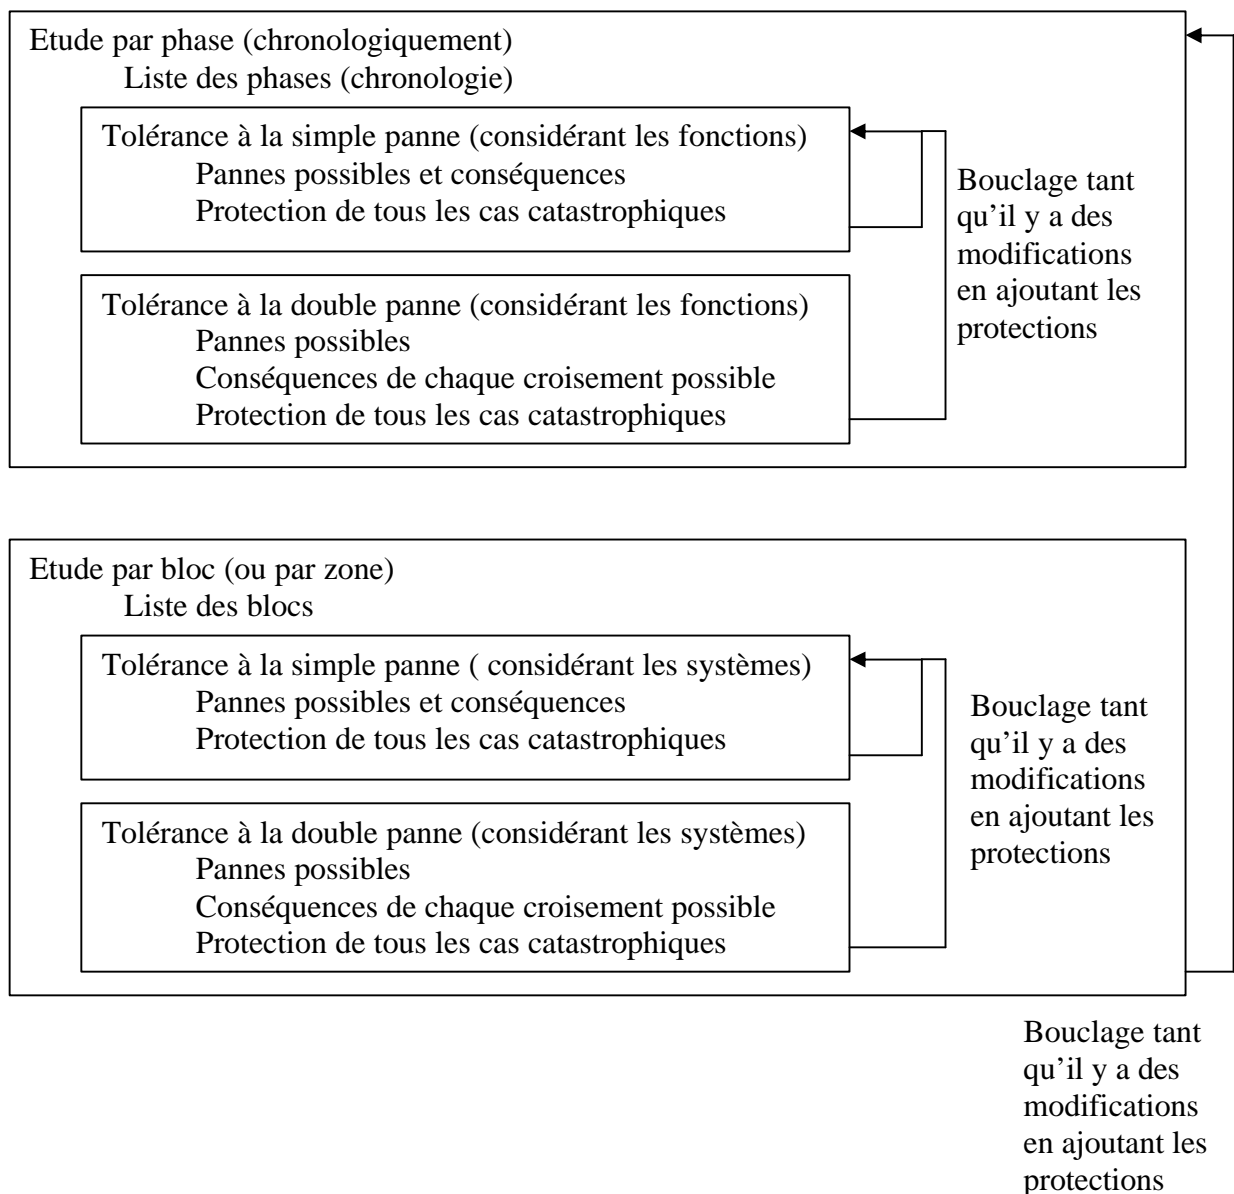 Etude par phase (chronologiquement)
Liste des phases (chronologie)
Tolérance à la simple panne (considérant les fonctions)
Pannes possibles et conséquences
Protection de tous les cas catastrophiques
Tolérance à la double panne (considérant les fonctions)
Pannes possibles
Conséquences de chaque croisement possible
Protection de tous les cas catastrophiques
Bouclage tant
qu’il y a des
modifications
en ajoutant les
protections
Etude par bloc (ou par zone)
Liste des blocs
Tolérance à la simple panne ( considérant les systèmes)
Pannes possibles et conséquences
Protection de tous les cas catastrophiques
Tolérance à la double panne (considérant les systèmes)
Pannes possibles
Conséquences de chaque croisement possible
Protection de tous les cas catastrophiques
Bouclage tant
qu’il y a des
modifications
en ajoutant les
protections
Bouclage tant
qu’il y a des
modifications
en ajoutant les
protections